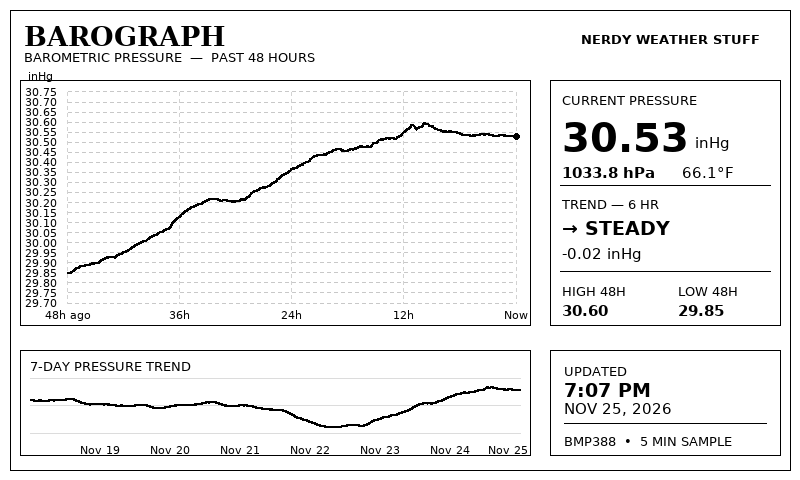 BAROGRAPH
BAROMETRIC PRESSURE — PAST 48 HOURS
NERDY WEATHER STUFF
inHg
30.75
30.70
30.65
30.60
30.55
30.50
30.45
30.40
30.35
30.30
30.25
30.20
30.15
30.10
30.05
30.00
29.95
29.90
29.85
29.80
29.75
29.70
48h ago 36h 24h 12h Now
CURRENT PRESSURE
30.53 inHg
1033.8 hPa 66.1°F
TREND — 6 HR
→ STEADY
-0.02 inHg
HIGH 48H LOW 48H
30.60 29.85
7-DAY PRESSURE TREND
Nov 19 Nov 20 Nov 21 Nov 22 Nov 23 Nov 24 Nov 25
UPDATED
7:07 PM
NOV 25, 2026
BMP388 • 5 MIN SAMPLE